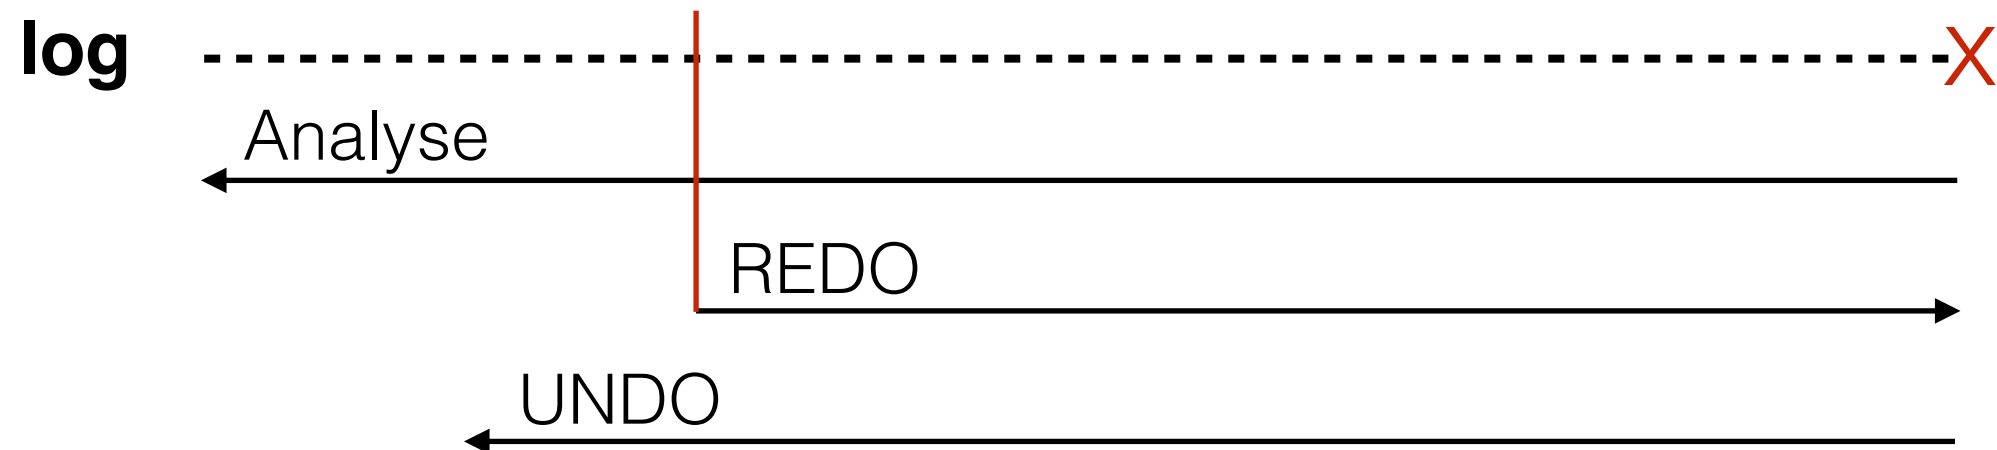 log
X
Analyse
REDO
UNDO